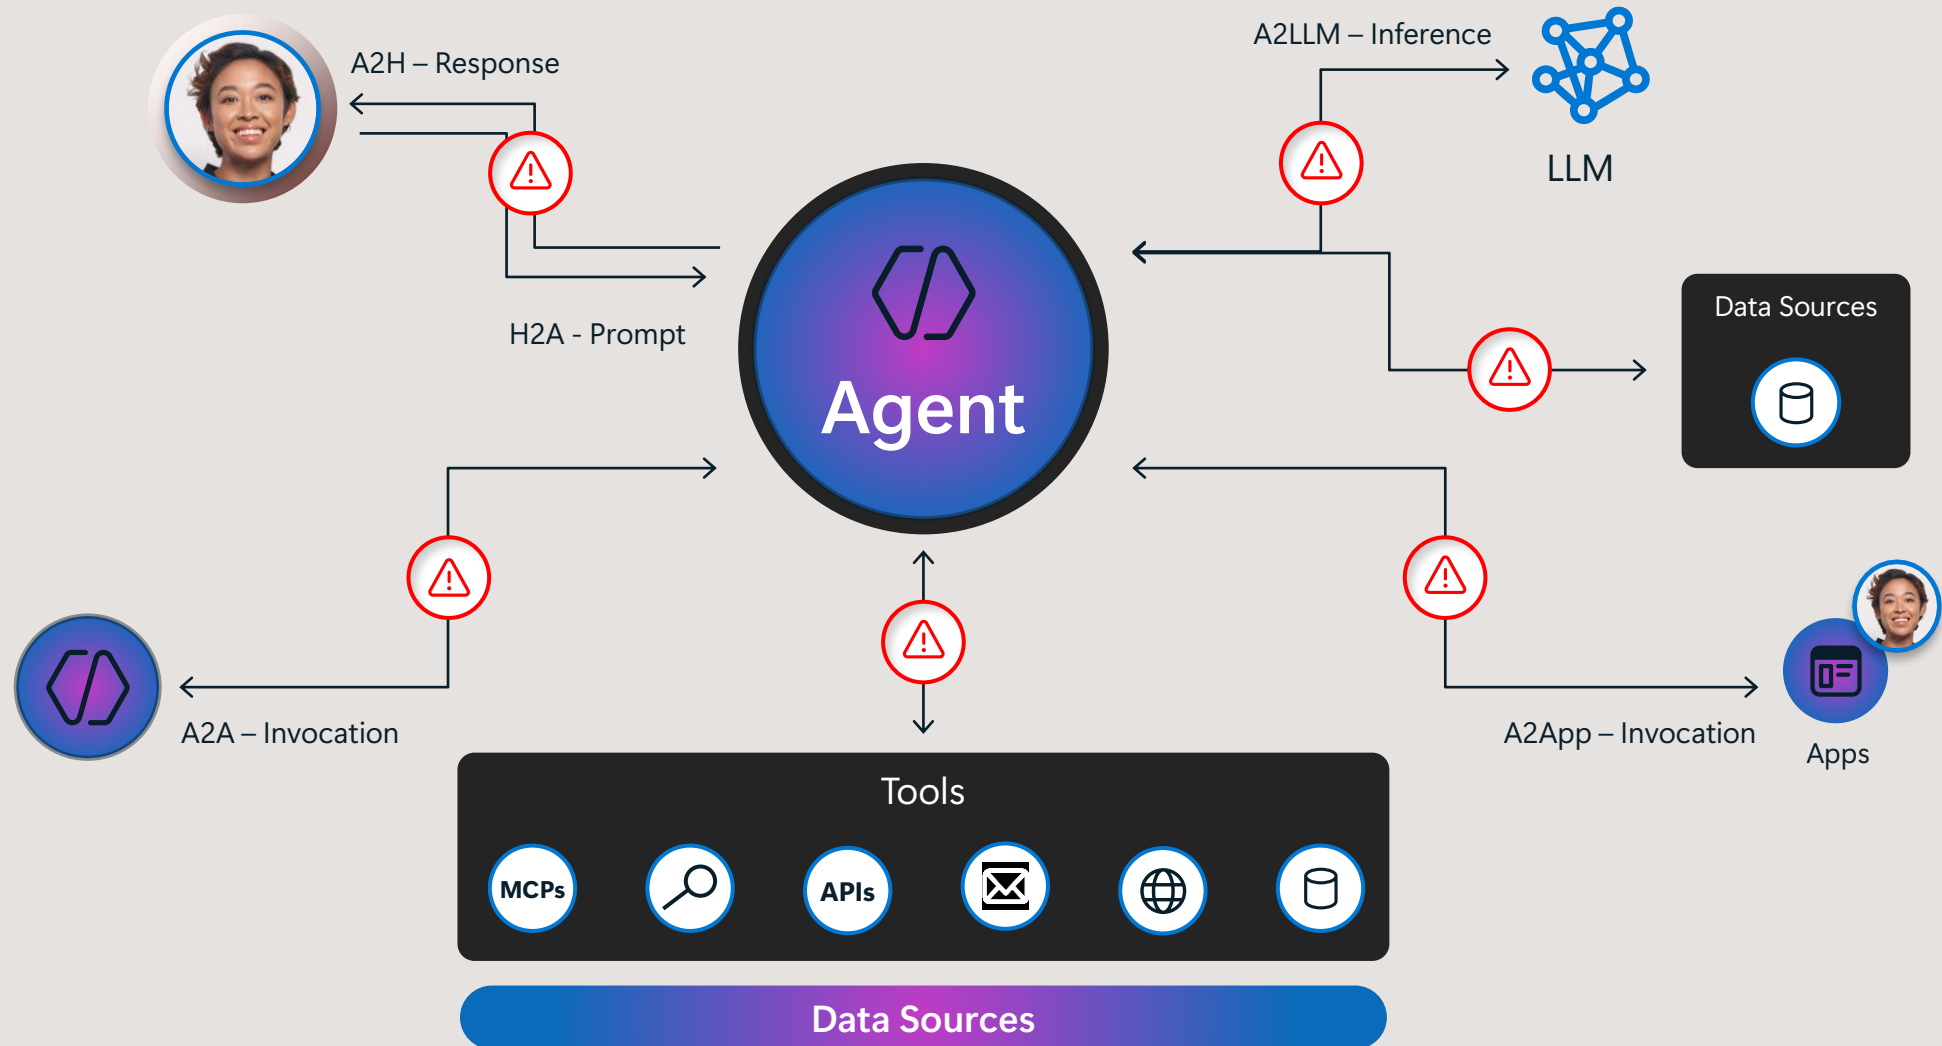 A2H – Response
A2LLM – Inference
LLM
H2A - Prompt
Data Sources
Agent
A2A – Invocation
A2App – Invocation
Apps
Tools
MCPs
APIs
Data Sources